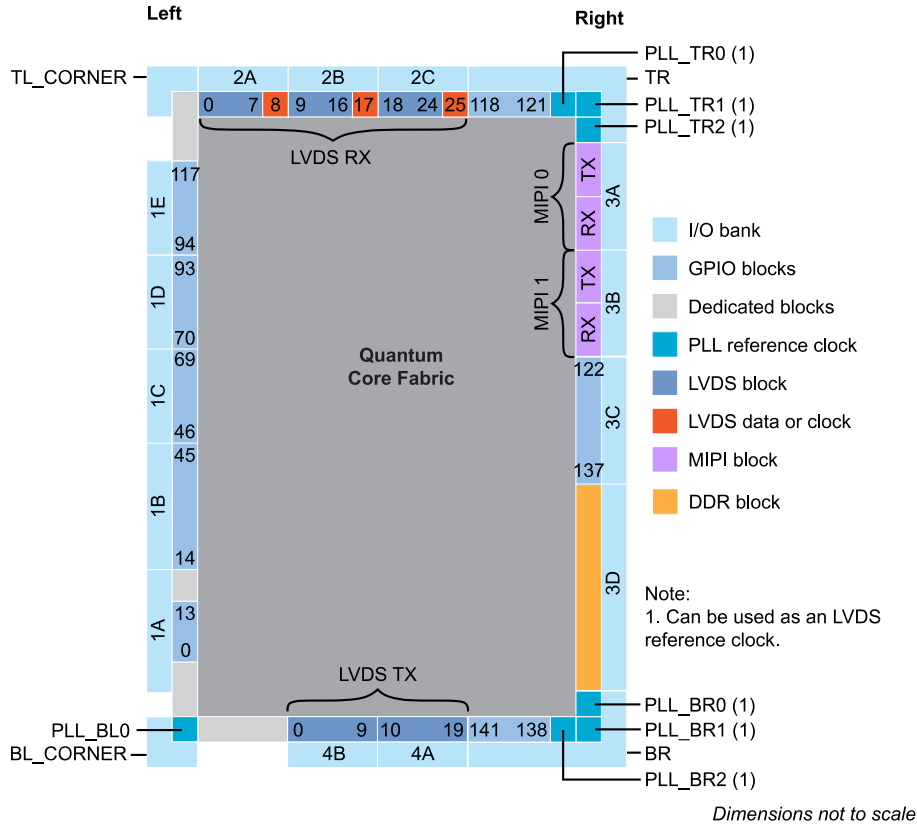 Left
Right
PLL_TR0 (1)
TL_CORNER
2A
2B
2C
TR
0
7
8
9
16
17
18
24
25
118
121
PLL_TR1 (1)
PLL_TR2 (1)
LVDS RX
117
1E
94
93
1D
70
69
1C
46
45
1B
14
1A
13
0
MIPI 0
TX
RX
3A
MIPI 1
TX
RX
3B
122
3C
137
3D
Quantum
Core Fabric
I/O bank
GPIO blocks
Dedicated blocks
PLL reference clock
LVDS block
LVDS data or clock
MIPI block
DDR block
Note:
1. Can be used as an LVDS
reference clock.
LVDS TX
PLL_BL0
0
9
10
19
141
138
PLL_BR0 (1)
PLL_BR1 (1)
BL_CORNER
4B
4A
BR
PLL_BR2 (1)
Dimensions not to scale